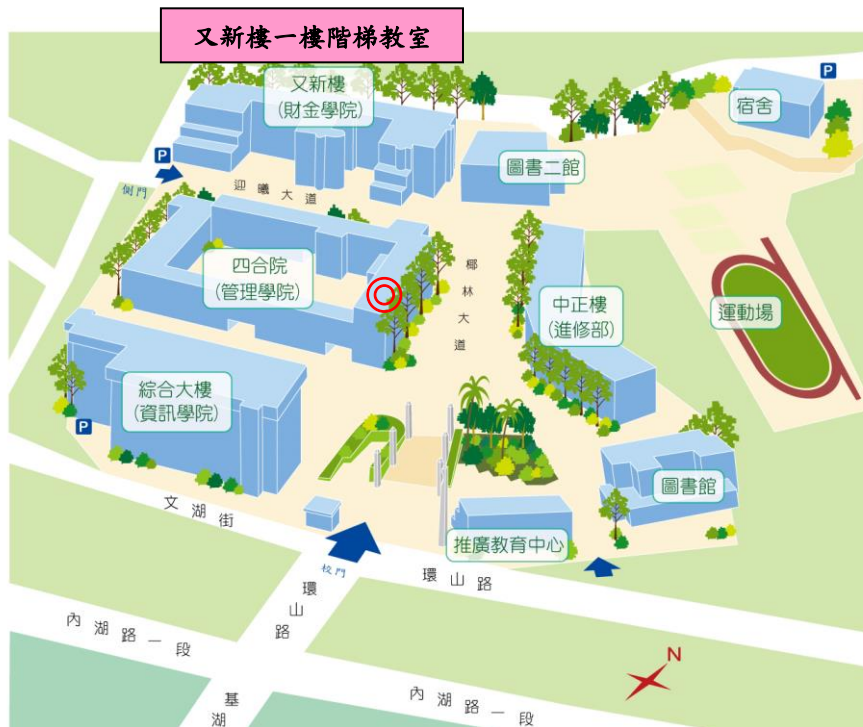 又新樓一樓階梯教室
又新樓
(財金學院)
P
宿舍
圖書二館
P
側門
迎曦大道
四合院
(管理學院)
椰林大道
中正樓
(進修部)
運動場
綜合大樓
(資訊學院)
P
圖書館
文湖街
推廣教育中心
校門
環山路
環山路
內湖路一段
N
基湖
內湖路一段